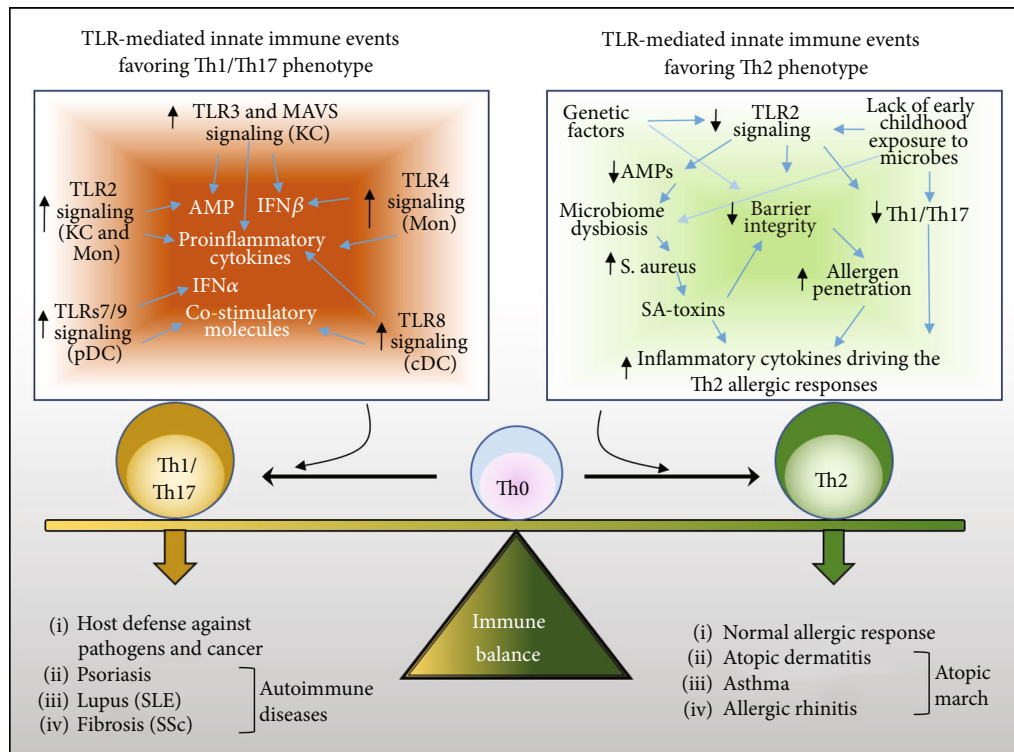 TLR-mediated innate immune events
favoring Th1/Th17 phenotype
TLR3 and MAVS
signaling (KC)
TLR2
signaling
(KC and
Mon)
AMP
IFNβ
TLR4
signaling
(Mon)
Proinflammatory
cytokines
IFNα
TLRs7/9
signaling
(pDC)
Co-stimulatory
molecules
TLR8
signaling
(cDC)
TLR-mediated innate immune events
favoring Th2 phenotype
Genetic
factors
TLR2
signaling
Lack of early
childhood
exposure to
microbes
AMPs
Microbiome
dysbiosis
Barrier
integrity
Th1/Th17
S. aureus
Allergen
penetration
SA-toxins
Inflammatory cytokines driving the
Th2 allergic responses
Th1/
Th17
Th0
Th2
Immune
balance
(i) Host defense against
pathogens and cancer
(ii) Psoriasis
(iii) Lupus (SLE)
(iv) Fibrosis (SSc)
Autoimmune
diseases
(i) Normal allergic response
(ii) Atopic dermatitis
(iii) Asthma
(iv) Allergic rhinitis
Atopic
march